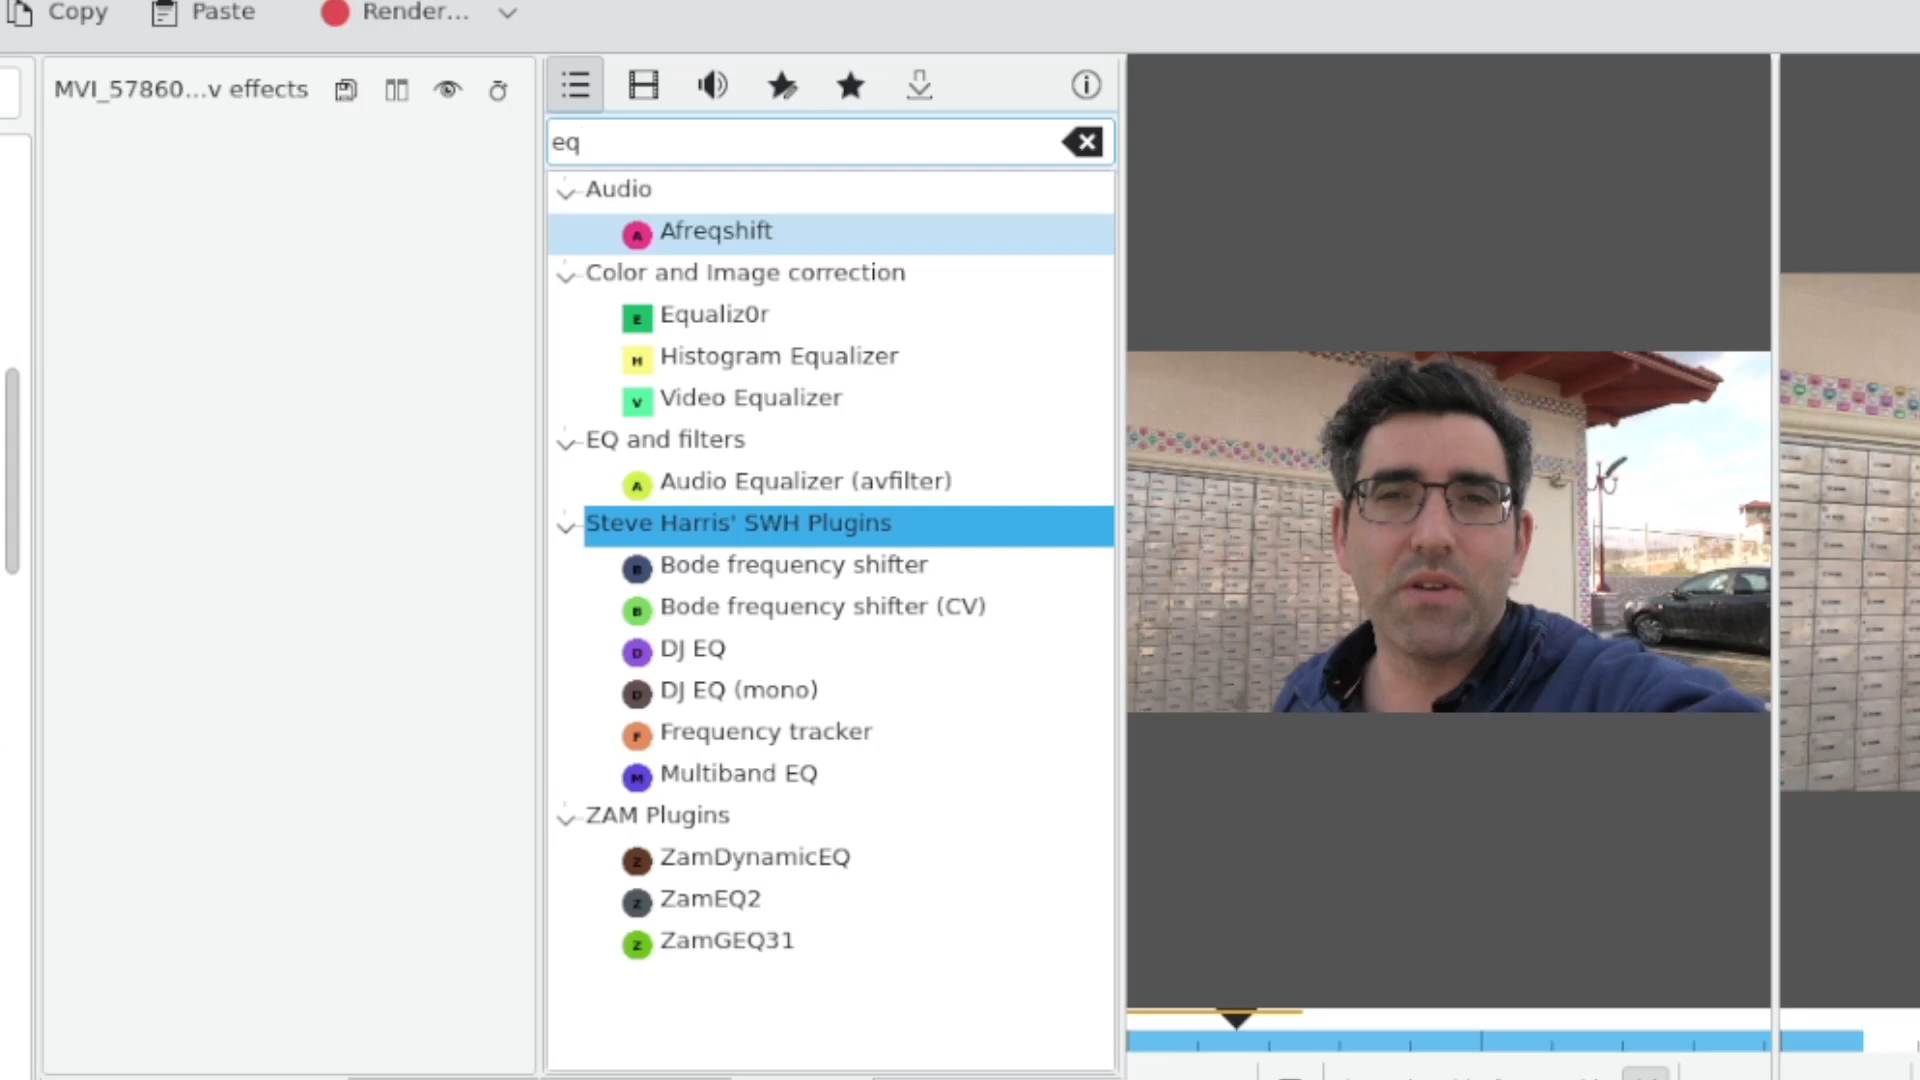 Copy Paste Render...
MVI_57860...v effects
eq
Audio
A Afreqshift
Color and Image correction
E Equaliz0r
H Histogram Equalizer
V Video Equalizer
EQ and filters
A Audio Equalizer (avfilter)
Steve Harris' SWH Plugins
B Bode frequency shifter
B Bode frequency shifter (CV)
D DJ EQ
D DJ EQ (mono)
F Frequency tracker
M Multiband EQ
ZAM Plugins
Z ZamDynamicEQ
Z ZamEQ2
Z ZamGEQ31